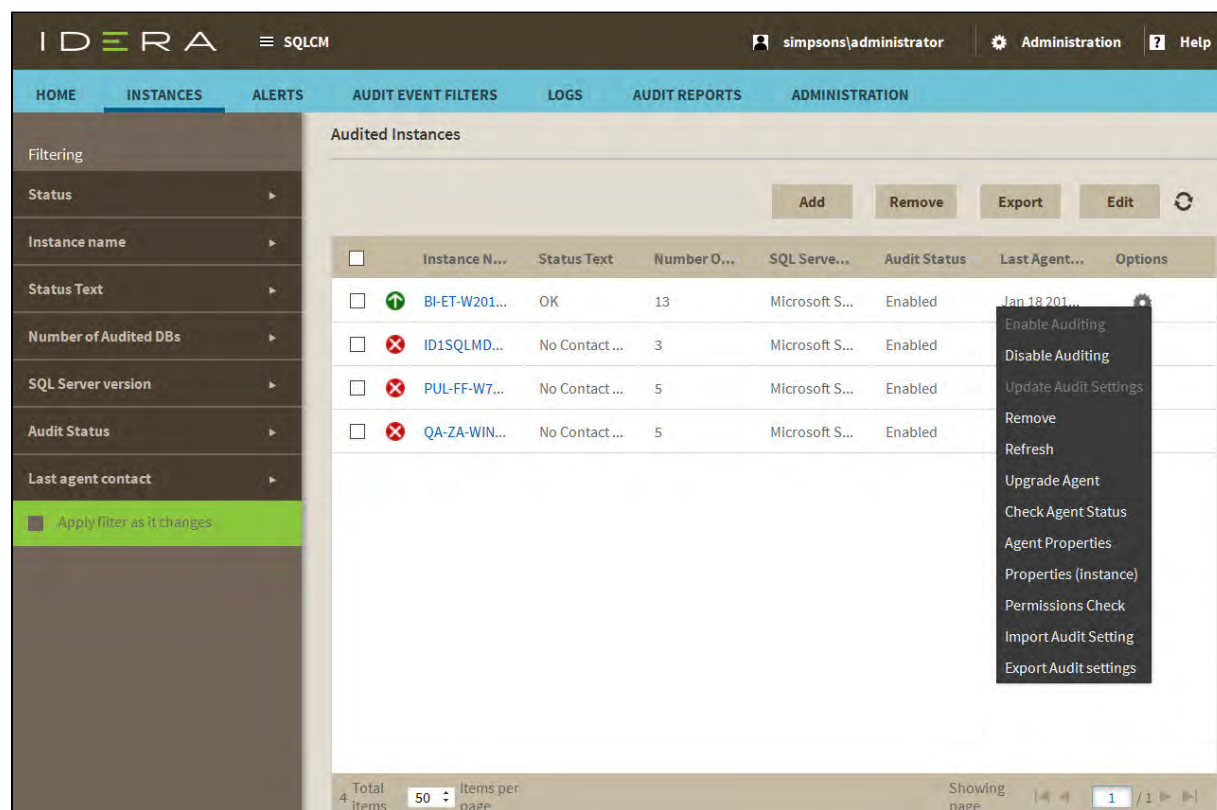 IDERA SQLCM simpsons\administrator Administration ? Help
HOME INSTANCES ALERTS AUDIT EVENT FILTERS LOGS AUDIT REPORTS ADMINISTRATION
Filtering
Status
Instance name
Status Text
Number of Audited DBs
SQL Server version
Audit Status
Last agent contact
Apply filter as it changes
Audited Instances
Add Remove Export Edit
Instance N... Status Text Number O... SQL Serve... Audit Status Last Agent... Options
BI-ET-W201... OK 13 Microsoft S... Enabled Jan 18 201...
ID1SQLMD... No Contact ... 3 Microsoft S... Enabled
PUL-FF-W7... No Contact ... 5 Microsoft S... Enabled
QA-ZA-WIN... No Contact ... 5 Microsoft S... Enabled
Enable Auditing
Disable Auditing
Update Audit Settings
Remove
Refresh
Upgrade Agent
Check Agent Status
Agent Properties
Properties (instance)
Permissions Check
Import Audit Setting
Export Audit settings
4 Total items 50 Items per page Showing page 1 / 1